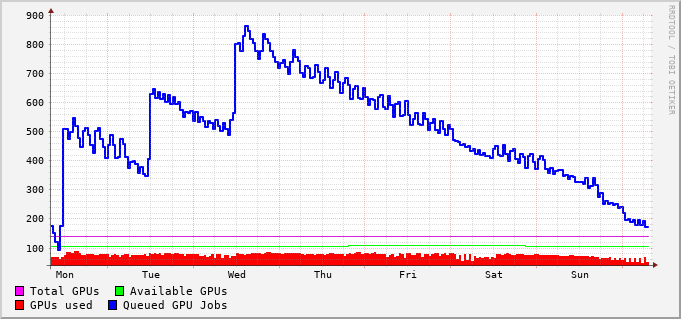 900
800
700
600
500
400
300
200
100
Mon Tue Wed Thu Fri Sat Sun
Total GPUs Available GPUs
GPUs used Queued GPU Jobs
RRDTOOL / TOBI OETIKER